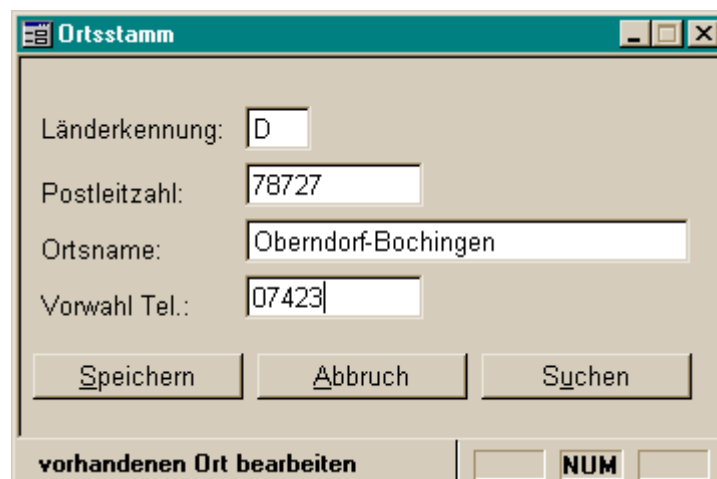 Ortsstamm
Länderkennung: D
Postleitzahl: 78727
Ortsname: Oberndorf-Bochingen
Vorwahl Tel.: 07423
Speichern Abbruch Suchen
vorhandenen Ort bearbeiten NUM